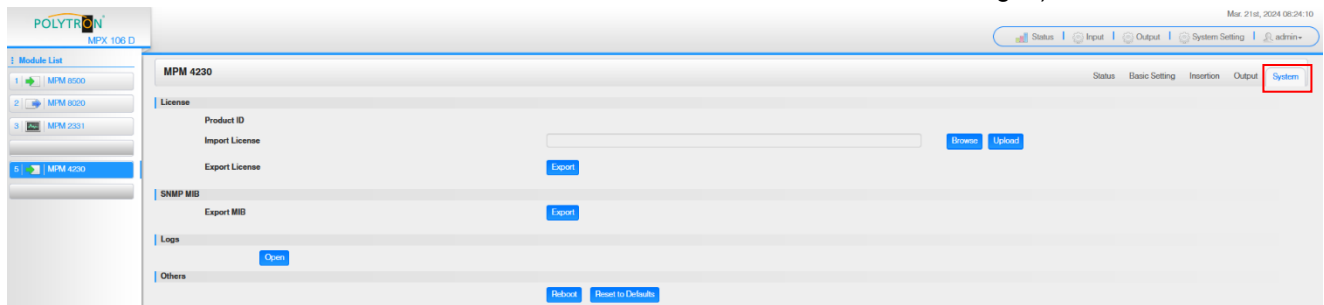 Mar. 21st, 2024 08:24:10
POLYTRON
MPX 106 D
Status | Input | Output | System Setting | admin
Module List
1 MPM 8500
2 MPM 8020
3 MPM 2331
5 MPM 4230
MPM 4230
Status Basic Setting Insertion Output System
License
Product ID
Import License Browse Upload
Export License Export
SNMP MIB
Export MIB Export
Logs
Open
Others
Reboot Reset to Defaults